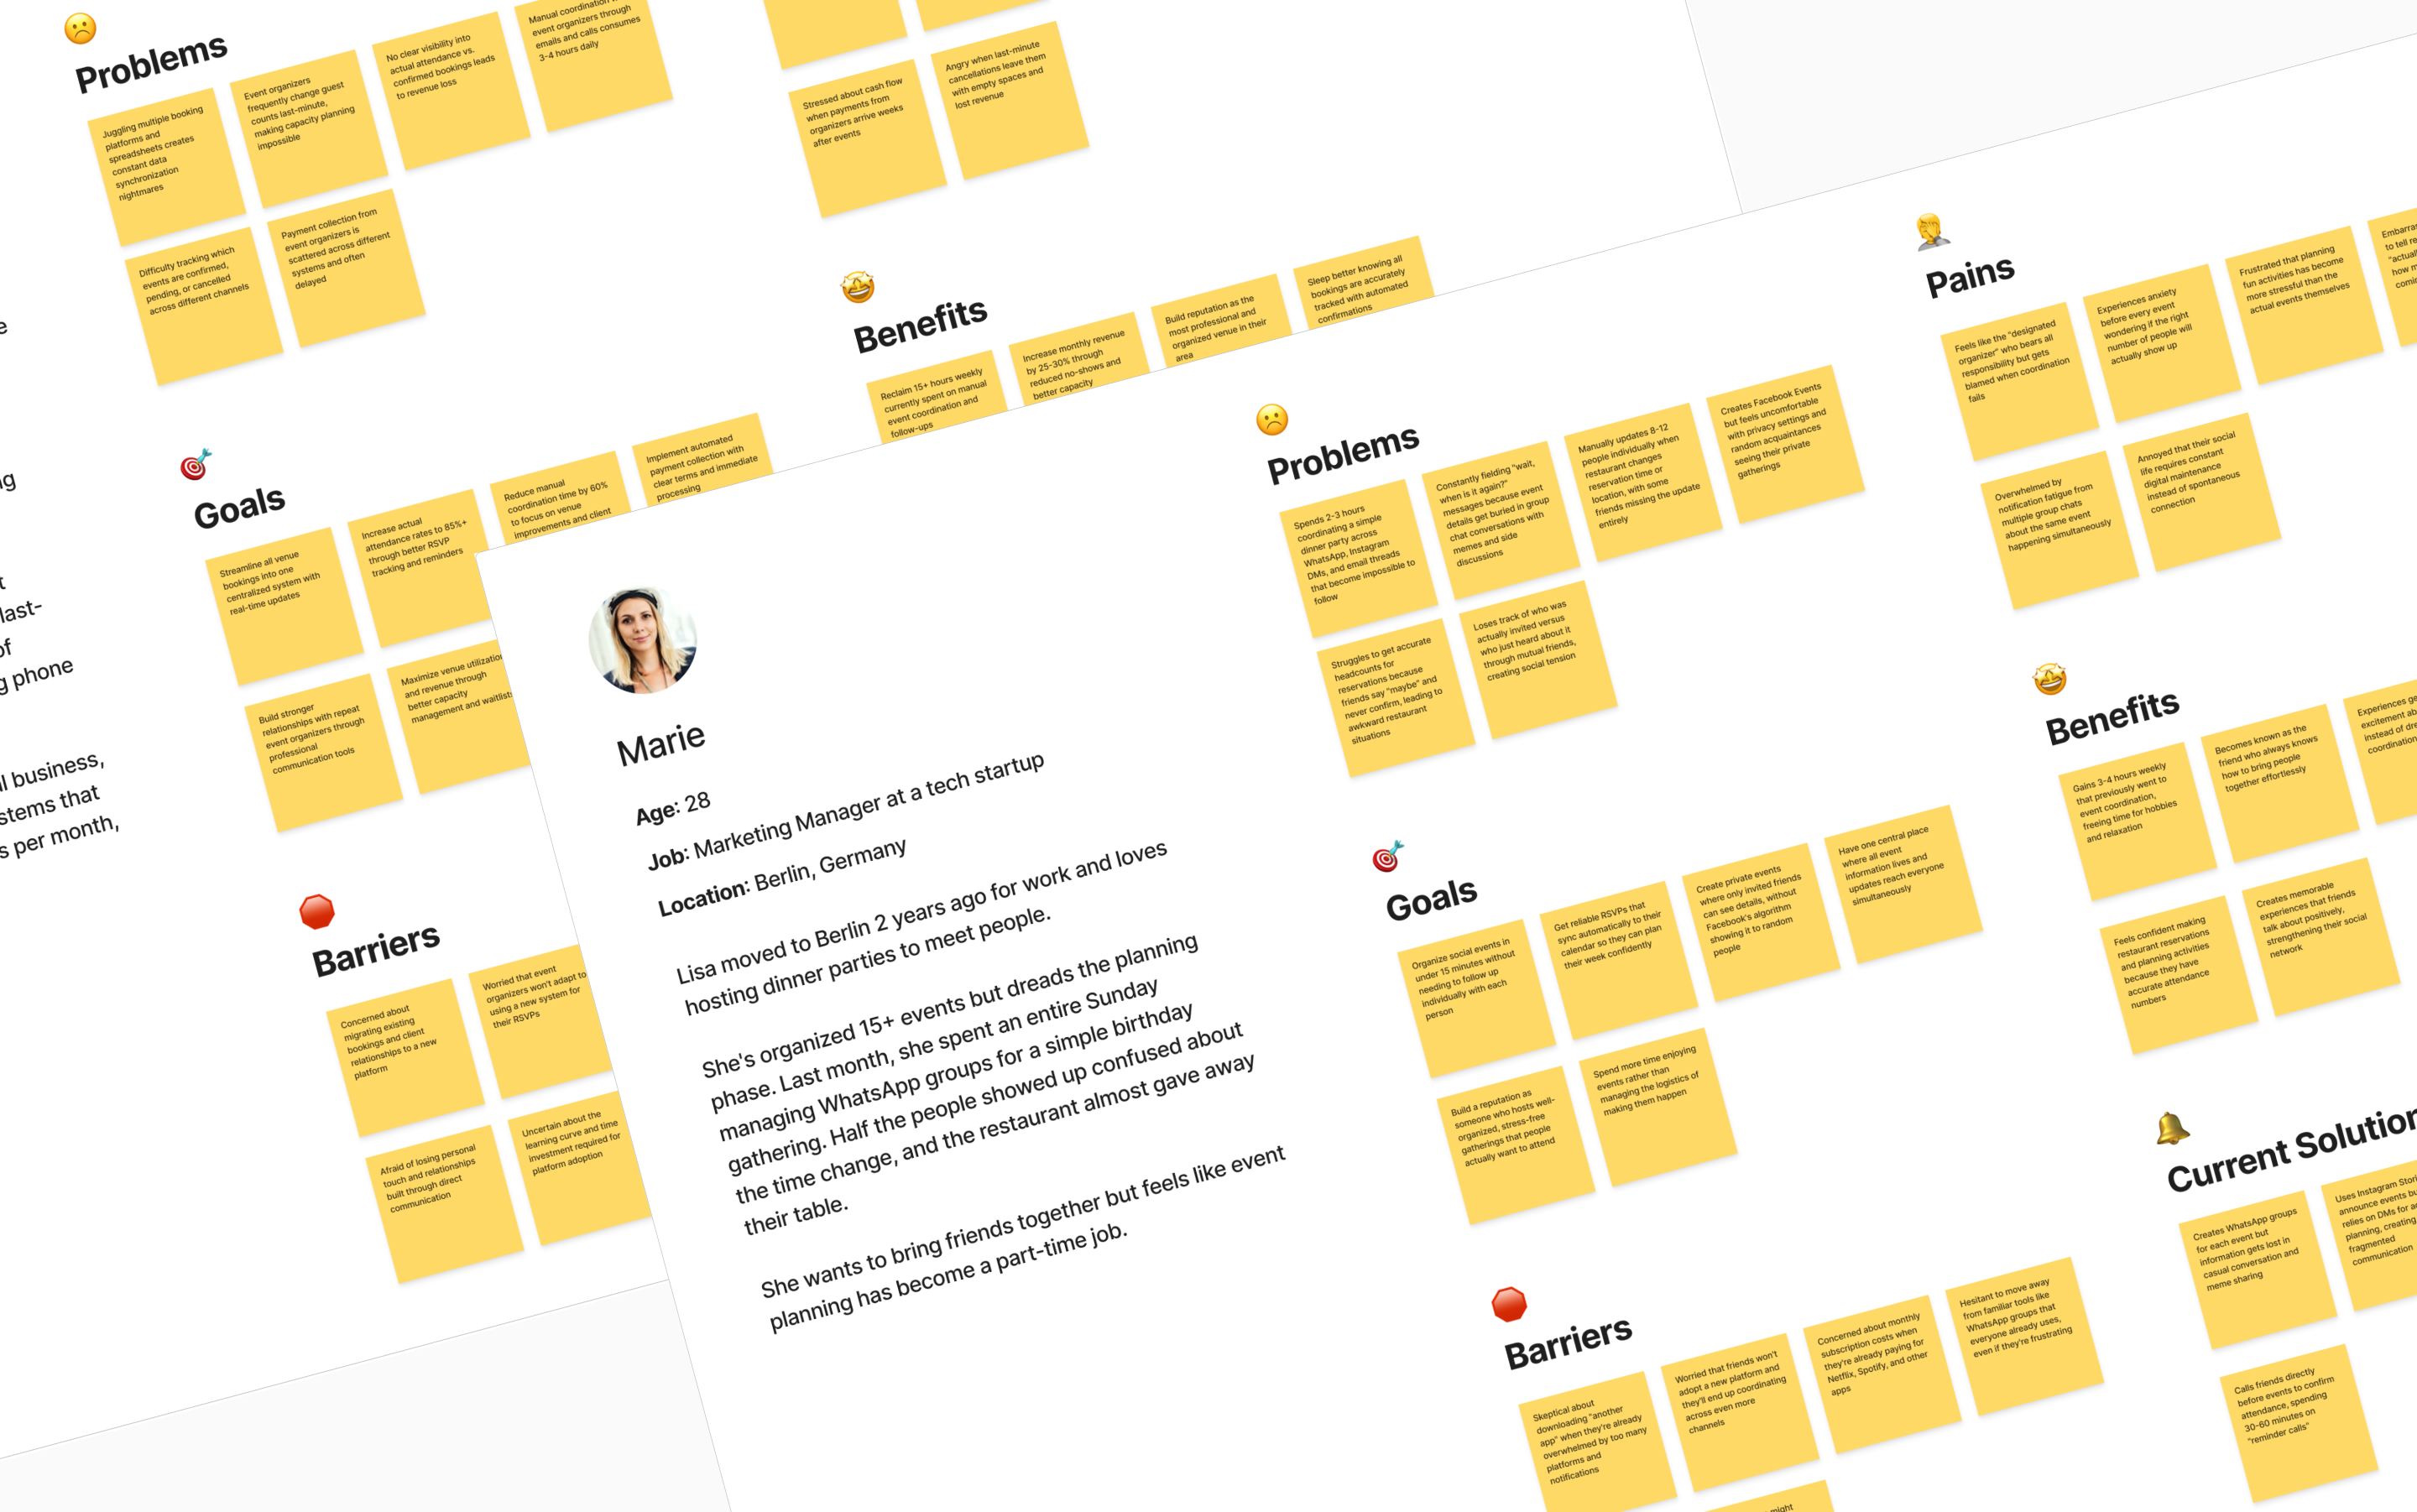 e
ng
t
last-
of
g phone
l business,
stems that
s per month,
Problems
Juggling multiple booking
platforms and
spreadsheets creates
constant data
synchronization
nightmares
Event organizers
frequently change guest
counts last-minute,
making capacity planning
impossible
No clear visibility into
actual attendance vs.
confirmed bookings leads
to revenue loss
Manual coordination
event organizers through
emails and calls consumes
3-4 hours daily
Difficulty tracking which
events are confirmed,
pending, or cancelled
across different channels
Payment collection from
event organizers is
scattered across different
systems and often
delayed
Stressed about cash flow
when payments from
organizers arrive weeks
after events
Angry when last-minute
cancellations leave them
with empty spaces and
lost revenue
Benefits
Reclaim 15+ hours weekly
currently spent on manual
event coordination and
follow-ups
Increase monthly revenue
by 25-30% through
reduced no-shows and
better capacity
Build reputation as the
most professional and
organized venue in their
area
Sleep better knowing all
bookings are accurately
tracked with automated
confirmations
Goals
Streamline all venue
bookings into one
centralized system with
real-time updates
Increase actual
attendance rates to 85%+
through better RSVP
tracking and reminders
Reduce manual
coordination time by 60%
to focus on venue
improvements and client
Implement automated
payment collection with
clear terms and immediate
processing
Build stronger
relationships with repeat
event organizers through
professional
communication tools
Maximize venue utilization
and revenue through
better capacity
management and waitlists
Barriers
Concerned about
migrating existing
bookings and client
relationships to a new
platform
Worried that event
organizers won't adapt to
using a new system for
their RSVPs
Afraid of losing personal
touch and relationships
built through direct
communication
Uncertain about the
learning curve and time
investment required for
platform adoption
Marie
Age: 28
Job: Marketing Manager at a tech startup
Location: Berlin, Germany
Lisa moved to Berlin 2 years ago for work and loves
hosting dinner parties to meet people.
She's organized 15+ events but dreads the planning
phase. Last month, she spent an entire Sunday
managing WhatsApp groups for a simple birthday
gathering. Half the people showed up confused about
the time change, and the restaurant almost gave away
their table.
She wants to bring friends together but feels like event
planning has become a part-time job.
Problems
Spends 2-3 hours
coordinating a simple
dinner party across
WhatsApp, Instagram
DMs, and email threads
that become impossible to
follow
Constantly fielding "wait,
when is it again?"
messages because event
details get buried in group
chat conversations with
memes and side
discussions
Manually updates 8-12
people individually when
restaurant changes
reservation time or
location, with some
friends missing the update
entirely
Creates Facebook Events
but feels uncomfortable
with privacy settings and
random acquaintances
seeing their private
gatherings
Struggles to get accurate
headcounts for
reservations because
friends say "maybe" and
never confirm, leading to
awkward restaurant
situations
Loses track of who was
actually invited versus
who just heard about it
through mutual friends,
creating social tension
Goals
Organize social events in
under 15 minutes without
needing to follow up
individually with each
person
Get reliable RSVPs that
sync automatically to their
calendar so they can plan
their week confidently
Create private events
where only invited friends
can see details, without
Facebook's algorithm
showing it to random
people
Have one central place
where all event
information lives and
updates reach everyone
simultaneously
Build a reputation as
someone who hosts well-
organized, stress-free
gatherings that people
actually want to attend
Spend more time enjoying
events rather than
managing the logistics of
making them happen
Barriers
Skeptical about
downloading "another
app" when they're already
overwhelmed by too many
platforms and
notifications
Worried that friends won't
adopt a new platform and
they'll end up coordinating
across even more
channels
Concerned about monthly
subscription costs when
they're already paying for
Netflix, Spotify, and other
apps
Hesitant to move away
from familiar tools like
WhatsApp groups that
everyone already uses,
even if they're frustrating
might
Pains
Feels like the "designated
organizer" who bears all
responsibility but gets
blamed when coordination
fails
Experiences anxiety
before every event
wondering if the right
number of people will
actually show up
Frustrated that planning
fun activities has become
more stressful than the
actual events themselves
Embarras
to tell re
"actual
how m
comin
Overwhelmed by
notification fatigue from
multiple group chats
about the same event
happening simultaneously
Annoyed that their social
life requires constant
digital maintenance
instead of spontaneous
connection
Benefits
Gains 3-4 hours weekly
that previously went to
event coordination,
freeing time for hobbies
and relaxation
Becomes known as the
friend who always knows
how to bring people
together effortlessly
Experiences ge
excitement ab
instead of dre
coordination
Feels confident making
restaurant reservations
and planning activities
because they have
accurate attendance
numbers
Creates memorable
experiences that friends
talk about positively,
strengthening their social
network
Current Solution
Creates WhatsApp groups
for each event but
information gets lost in
casual conversation and
meme sharing
Uses Instagram Stori
announce events bu
relies on DMs for a
planning, creating
fragmented
communication
Calls friends directly
before events to confirm
attendance, spending
30-60 minutes on
"reminder calls"